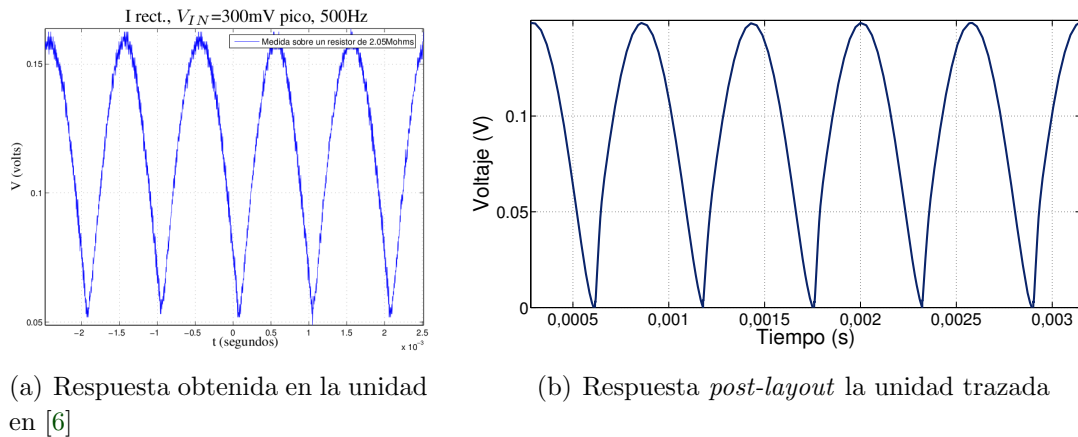 I rect., V_IN=300mV pico, 500Hz
Medida sobre un resistor de 2.05Mohms
V (volts)
0.15
0.1
0.05
−2 −1.5 −1 −0.5 0 0.5 1 1.5 2 2.5
x 10⁻³
t (segundos)
(a) Respuesta obtenida en la unidad
en [6]
Voltaje (V)
0.1
0.05
0
0,0005 0,001 0,0015 0,002 0,0025 0,003
Tiempo (s)
(b) Respuesta post-layout la unidad trazada